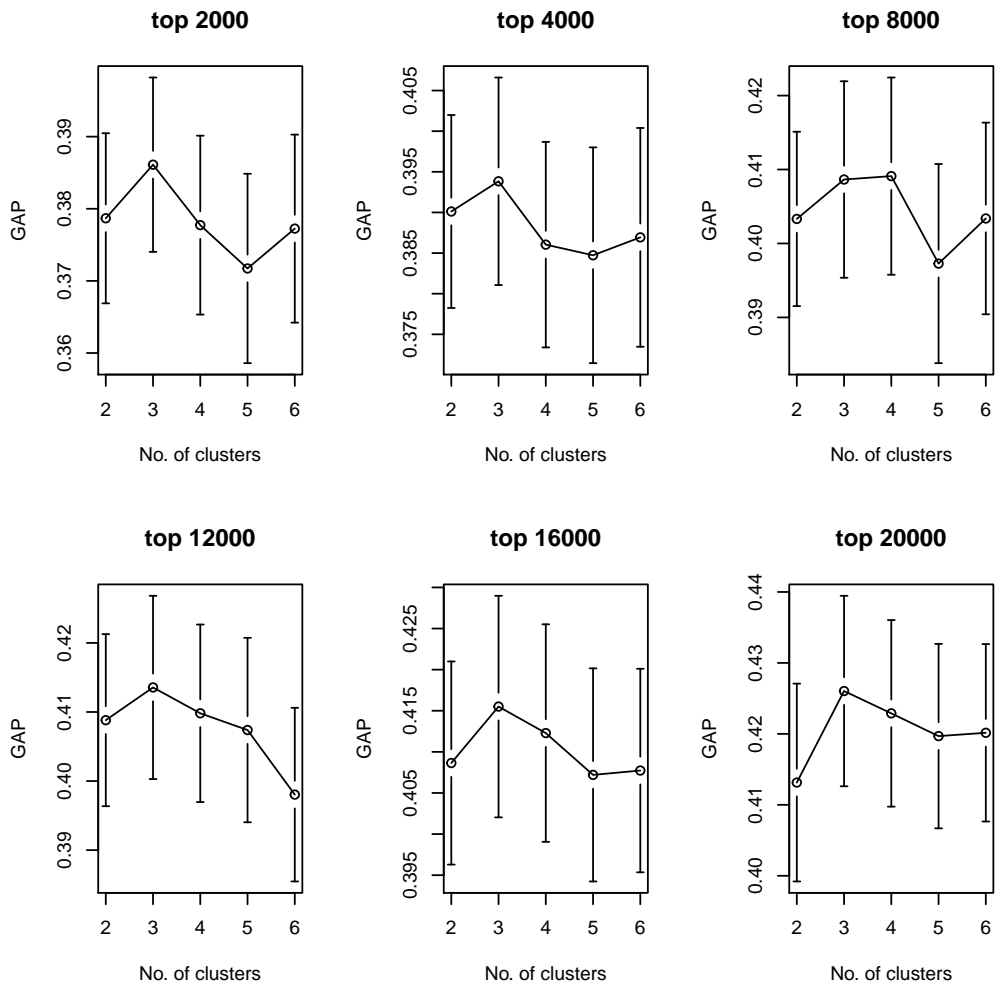 top 2000
GAP
0.39
0.38
0.37
0.36
2 3 4 5 6
No. of clusters
top 4000
GAP
0.405
0.395
0.385
0.375
2 3 4 5 6
No. of clusters
top 8000
GAP
0.42
0.41
0.40
0.39
2 3 4 5 6
No. of clusters
top 12000
GAP
0.42
0.41
0.40
0.39
2 3 4 5 6
No. of clusters
top 16000
GAP
0.425
0.415
0.405
0.395
2 3 4 5 6
No. of clusters
top 20000
GAP
0.44
0.43
0.42
0.41
0.40
2 3 4 5 6
No. of clusters